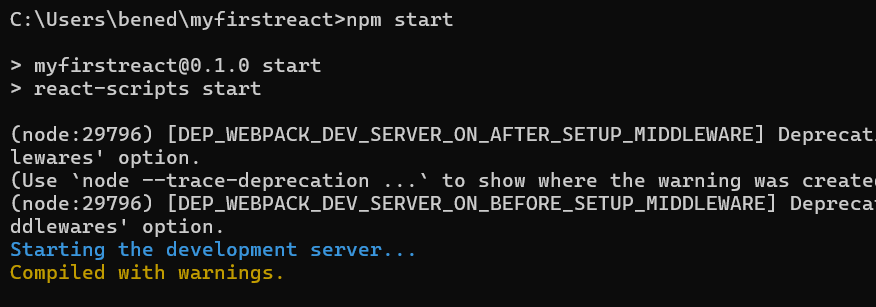 C:\Users\bened\myfirstreact>npm start
> myfirstreact@0.1.0 start
> react-scripts start
(node:29796) [DEP_WEBPACK_DEV_SERVER_ON_AFTER_SETUP_MIDDLEWARE] Deprecati
lewares' option.
(Use `node --trace-deprecation ...` to show where the warning was created
(node:29796) [DEP_WEBPACK_DEV_SERVER_ON_BEFORE_SETUP_MIDDLEWARE] Deprecat
ddlewares' option.
Starting the development server...
Compiled with warnings.